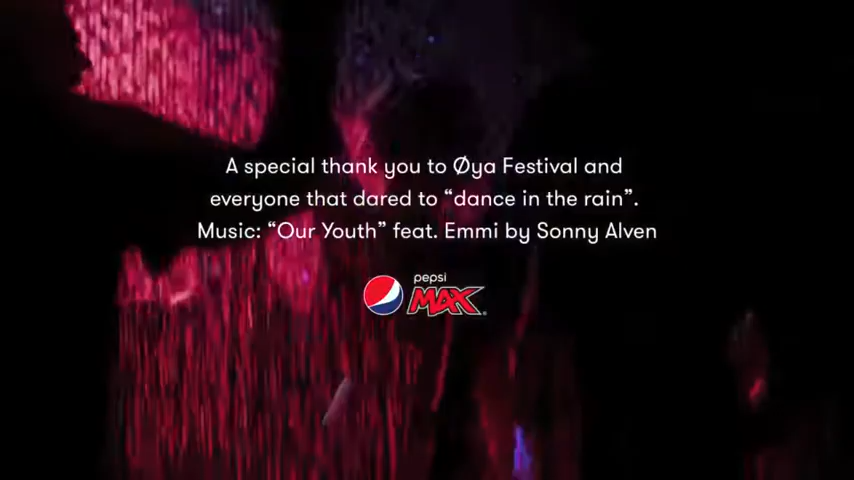 A special thank you to Øya Festival and
everyone that dared to “dance in the rain”.
Music: “Our Youth” feat. Emmi by Sonny Alven
pepsi
MAX